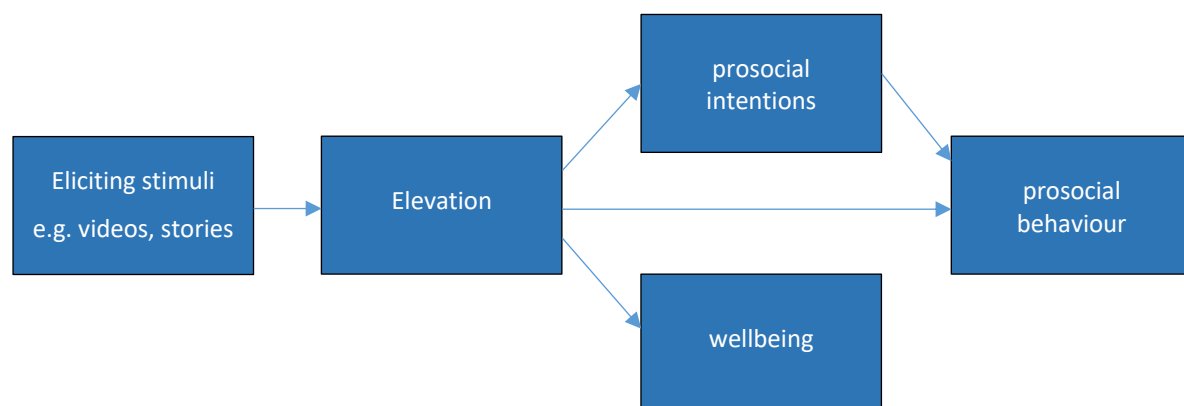 Eliciting stimuli
e.g. videos, stories
Elevation
prosocial
intentions
wellbeing
prosocial
behaviour